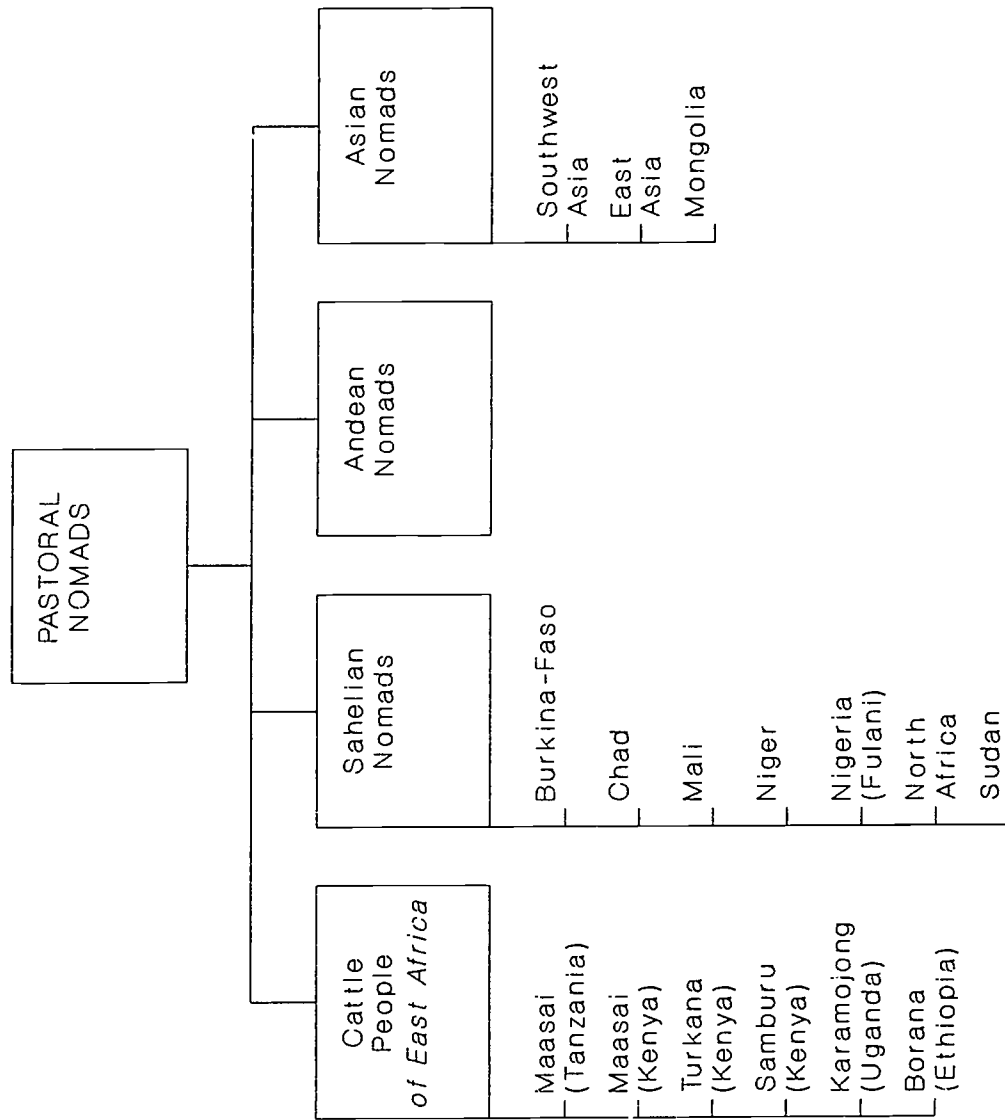 PASTORAL
NOMADS
Cattle
People
of East Africa
Maasai
(Tanzania)
Maasai
(Kenya)
Turkana
(Kenya)
Samburu
(Kenya)
Karamojong
(Uganda)
Borana
(Ethiopia)
Sahelian
Nomads
Burkina-Faso
Chad
Mali
Niger
Nigeria
(Fulani)
North
Africa
Sudan
Andean
Nomads
Asian
Nomads
Southwest
Asia
East
Asia
Mongolia